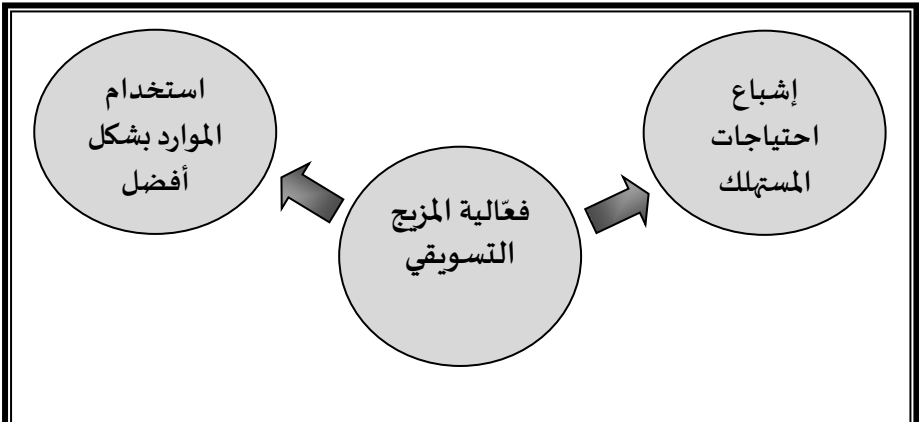 إشباع
احتياجات
المستهلك
استخدام
الموارد بشكل
أفضل
فعّالية المزيج
التسويقي